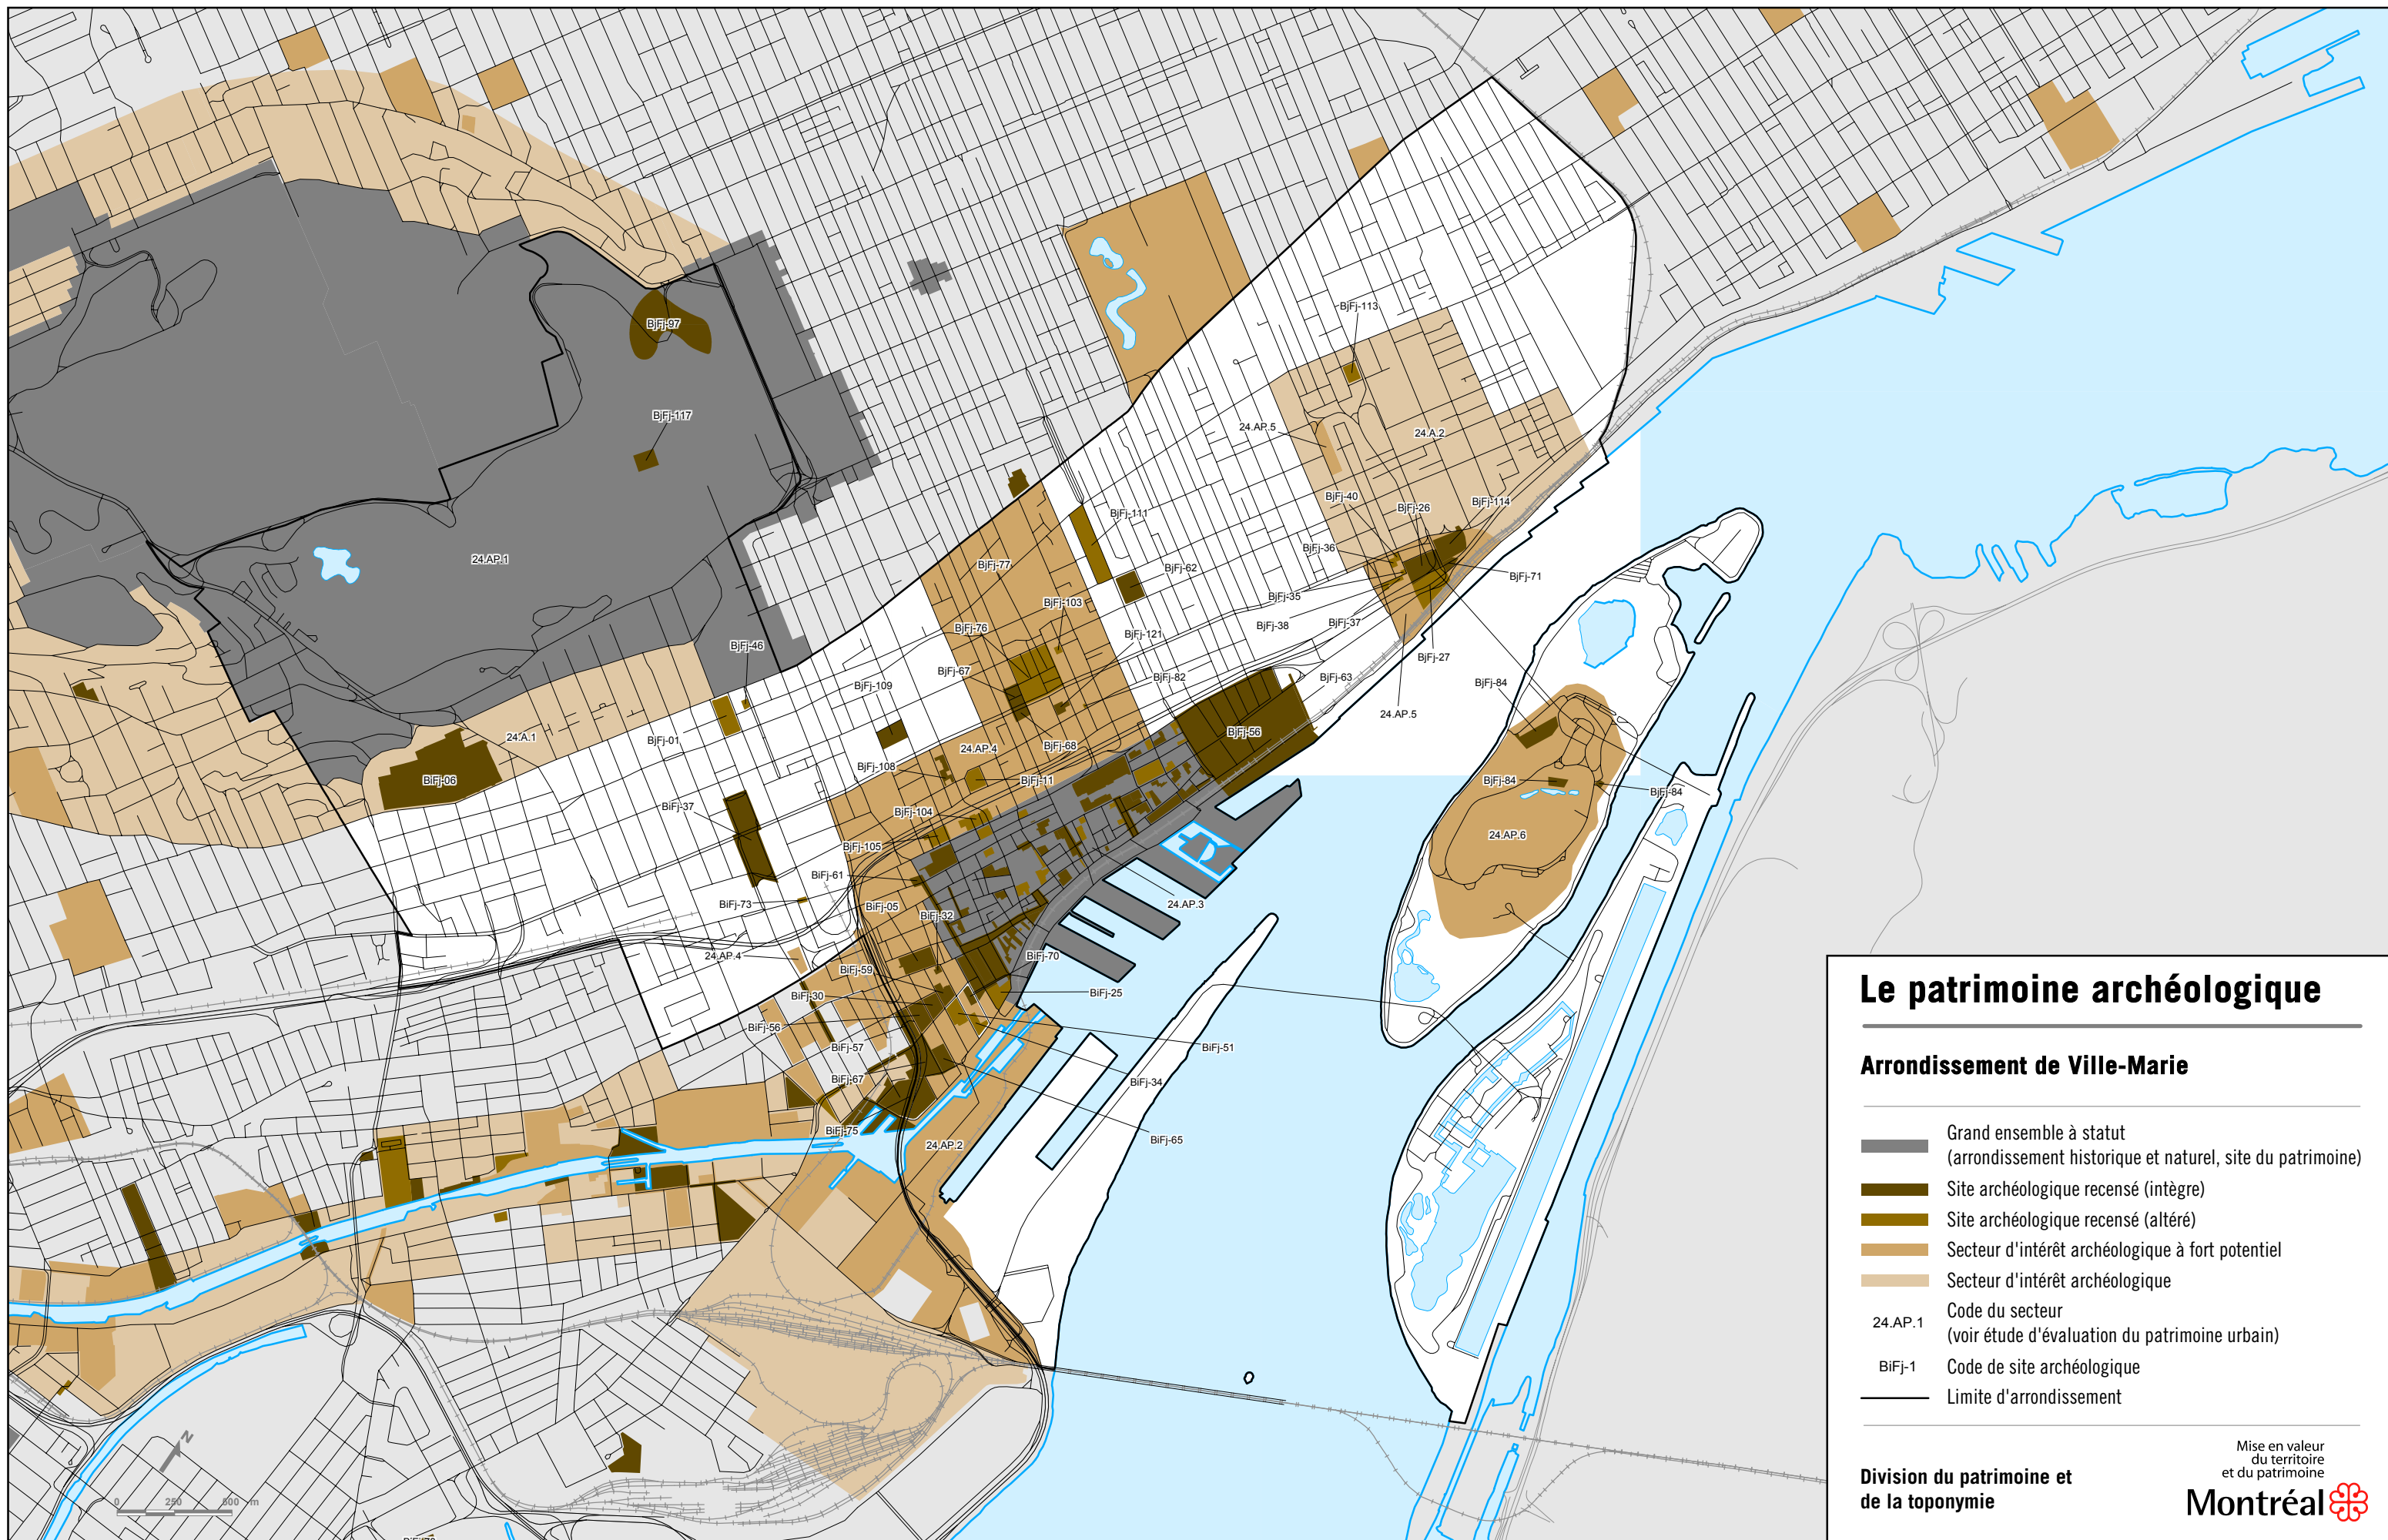 BjFj-97
BjFj-113
BjFj-117
24.AP.5
24.A.2
BjFj-40
BjFj-114
BjFj-26
BjFj-111
BjFj-36
24.AP.1
BjFj-77
BjFj-62
BjFj-71
BjFj-35
BjFj-103
BjFj-37
BjFj-38
BjFj-76
BjFj-121
BjFj-46
BjFj-27
BjFj-67
BjFj-82
BjFj-63
BjFj-84
BjFj-109
24.AP.5
24.A.1
BjFj-01
BjFj-56
BjFj-68
24.AP.4
BjFj-108
BjFj-11
BiFj-06
BjFj-84
BjFj-84
BiFj-37
BjFj-104
24.AP.6
BjFj-105
BiFj-61
BiFj-73
BiFj-05
24.AP.3
BiFj-32
24.AP.4
BiFj-70
BiFj-59
BiFj-25
BiFj-30
BiFj-56
BiFj-57
BiFj-51
BiFj-67
BiFj-34
BiFj-75
BiFj-65
24.AP.2
N
0 250 500 m
Le patrimoine archéologique
Arrondissement de Ville-Marie
Grand ensemble à statut
(arrondissement historique et naturel, site du patrimoine)
Site archéologique recensé (intègre)
Site archéologique recensé (altéré)
Secteur d'intérêt archéologique à fort potentiel
Secteur d'intérêt archéologique
24.AP.1 Code du secteur
(voir étude d'évaluation du patrimoine urbain)
BiFj-1 Code de site archéologique
Limite d'arrondissement
Division du patrimoine et
de la toponymie
Mise en valeur
du territoire
et du patrimoine
Montréal